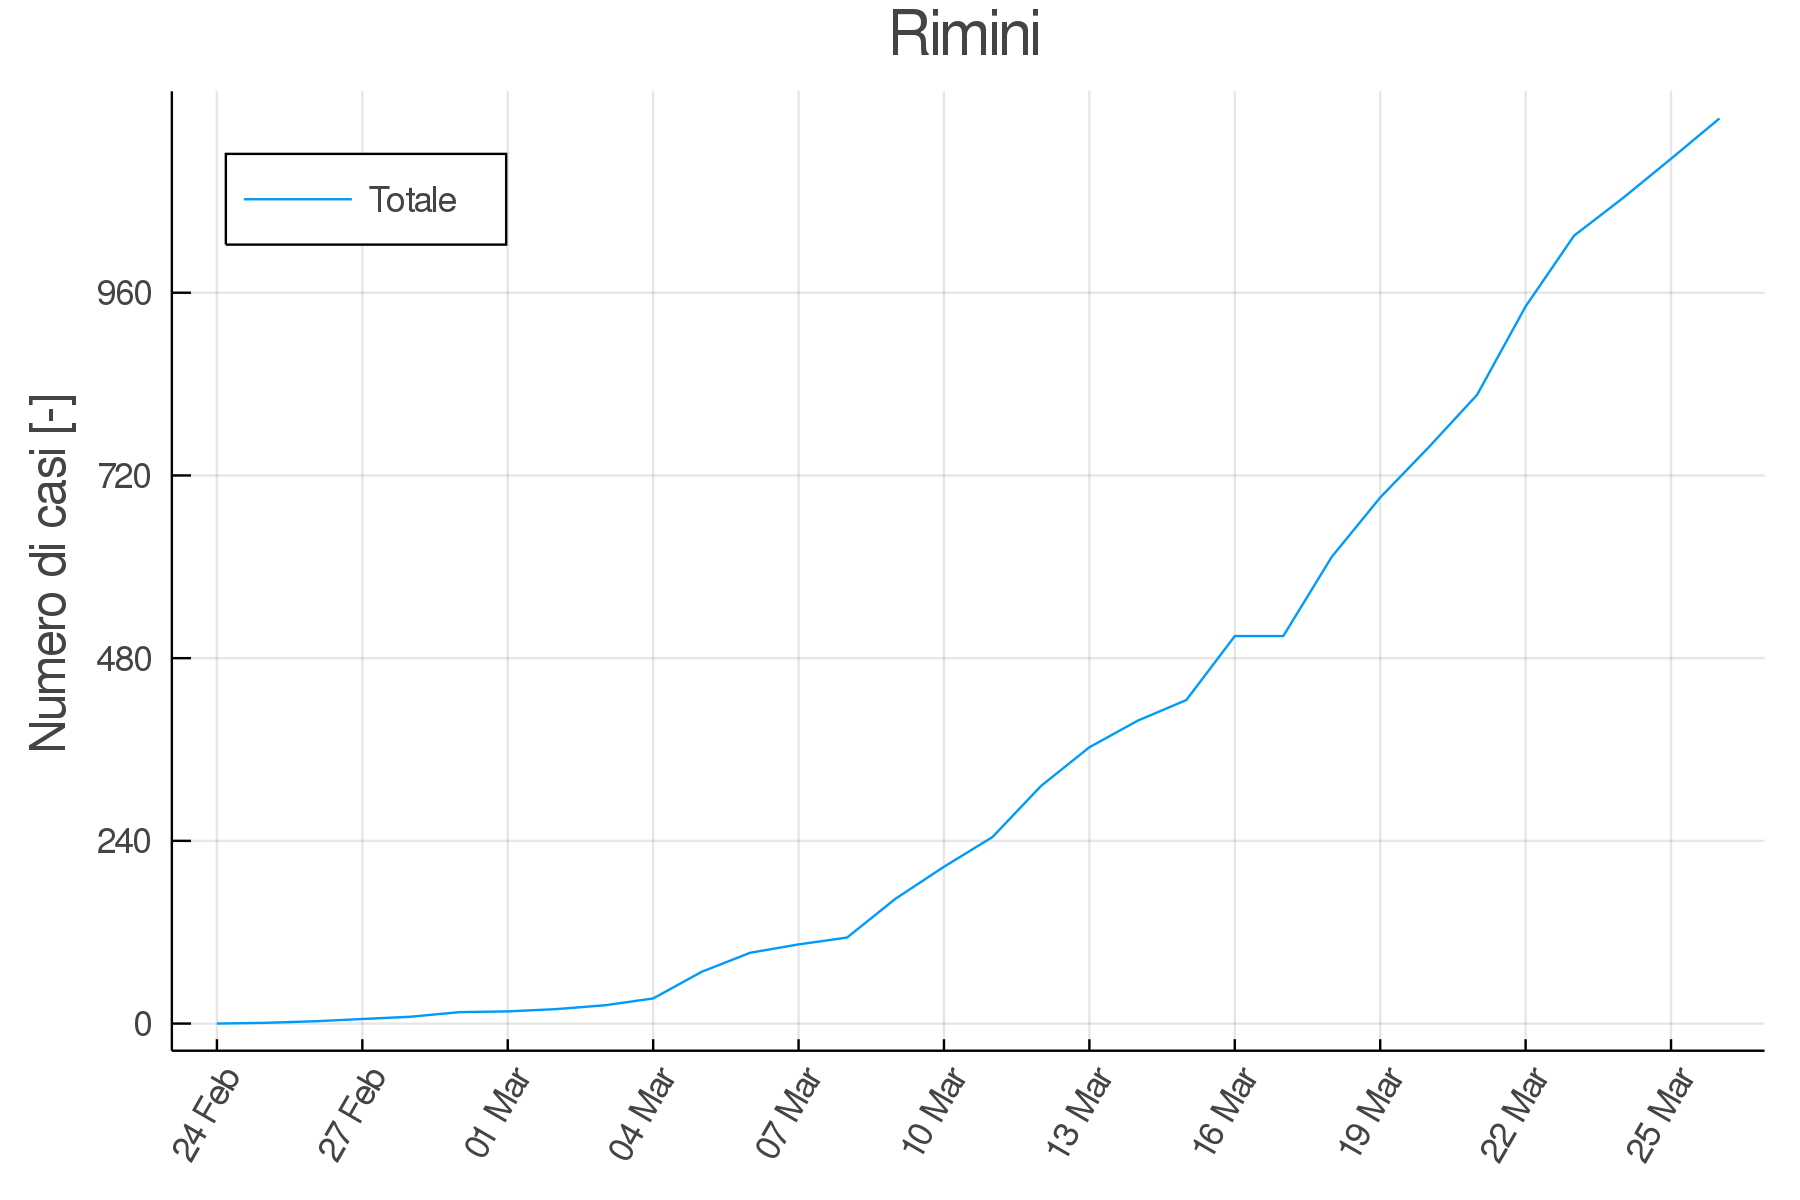 Rimini
Totale
Numero di casi [-]
960
720
480
240
0
24 Feb
27 Feb
01 Mar
04 Mar
07 Mar
10 Mar
13 Mar
16 Mar
19 Mar
22 Mar
25 Mar